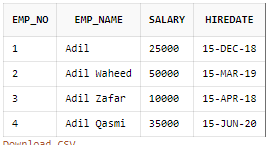 EMP_NO EMP_NAME SALARY HIREDATE
1 Adil 25000 15-DEC-18
2 Adil Waheed 50000 15-MAR-19
3 Adil Zafar 10000 15-APR-18
4 Adil Qasmi 35000 15-JUN-20
Download CSV